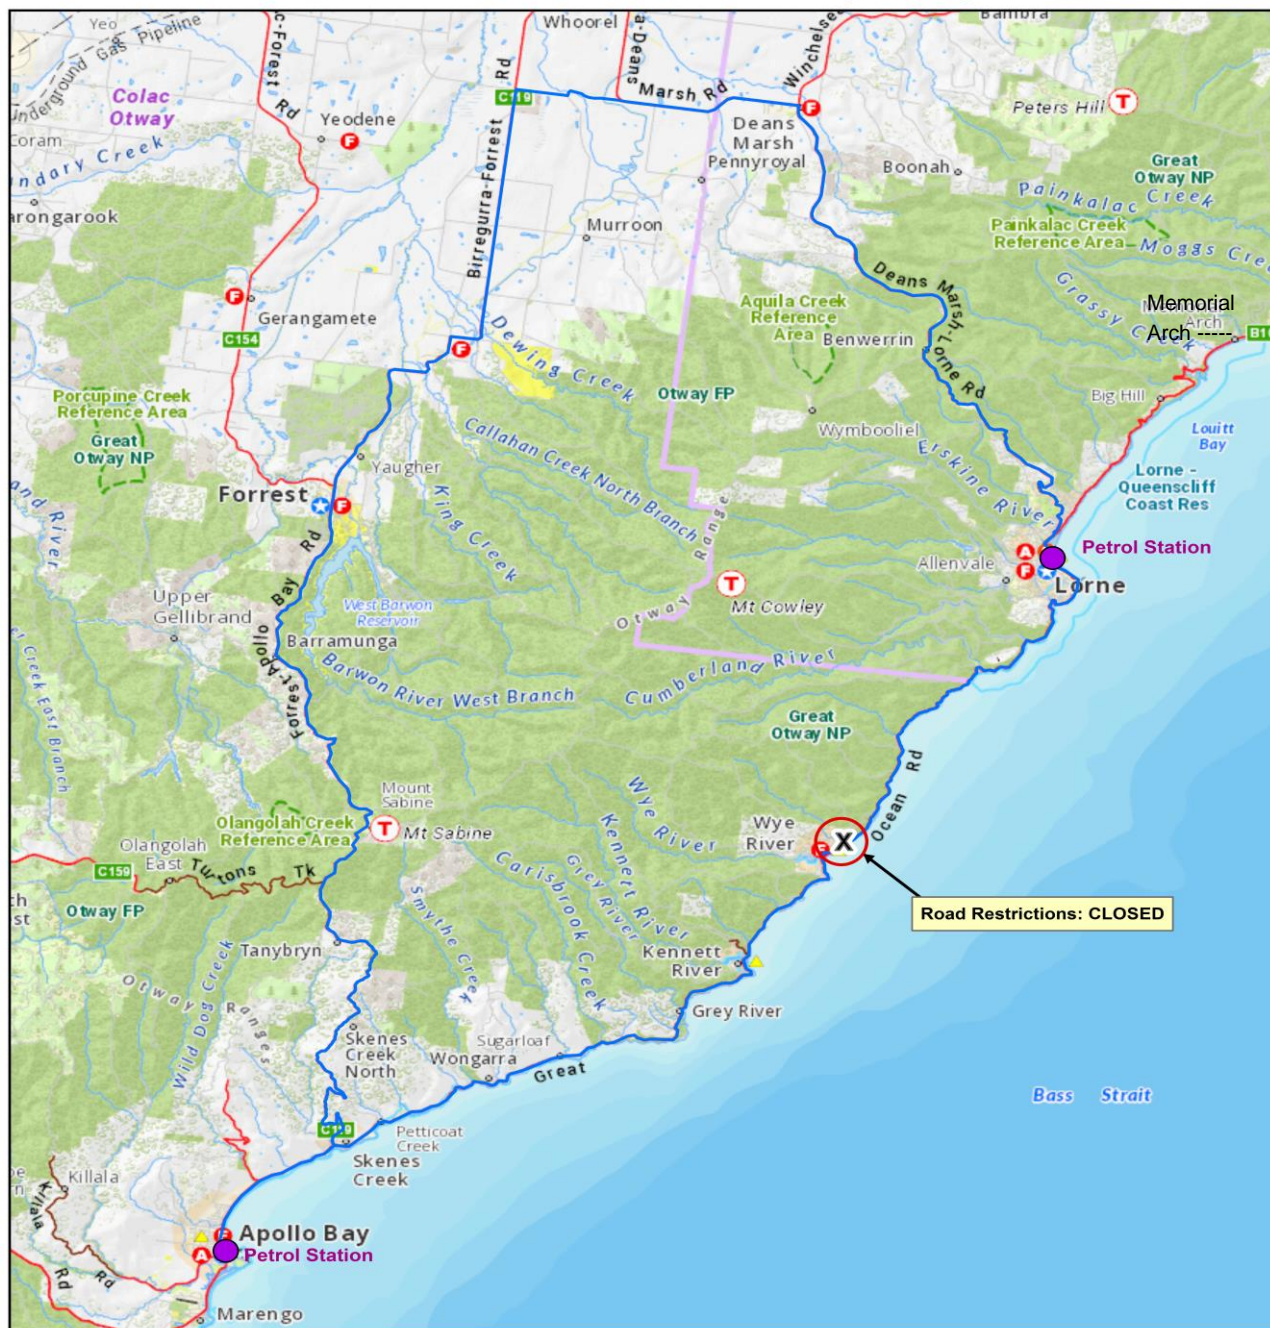 Whoorel
Bambra
Yeo
Underground Gas Pipeline
Rd
Winchelsea
Marsh Rd
C119
Colac
Otway
Yeodene
F
F
Deans
Marsh
Peters Hill
T
Coram
Pennyroyal
Boonah
Great
Otway NP
Painkalac Creek
Painkalac Creek
Reference Area
Birregurra-Forrest
Murroon
Deans Marsh-Lorne Rd
Grassy Creek
Memorial
Arch -----
F
Gerangamete
C154
Aquila Creek
Reference
Area
Benwerrin
F
Dewing Creek
Otway FP
Porcupine Creek
Reference Area
Great
Otway NP
Big Hill
Louitt
Bay
Callahan Creek North Branch
Wymbooliel
Erskine River
Lorne -
Queenscliff
Coast Res
Yaugher
King Creek
Forrest
F
Otway Range
A
Petrol Station
F
Allenvale
Lorne
T
Mt Cowley
Upper
Gellibrand
West Barwon
Reservoir
Barramunga
Forrest-Apollo Bay Rd
Barwon River West Branch
Cumberland River
Great
Otway NP
Mount
Sabine
T
Mt Sabine
Olangolah Creek
Reference Area
Wye River
Wye
River
X
Ocean Rd
Olangolah
East
C159
Turtons Tk
Carisbrook Creek
Grey River
Kennett River
Road Restrictions: CLOSED
Otway FP
Smythe Creek
Tanybryn
Kennett
River
Otway Ranges
Wild Dog Creek
Grey River
Skenes
Creek
North
Sugarloaf
Wongarra
Great
Bass Strait
Petticoat
Creek
Skenes
Creek
Killala
Killala Rd
Apollo Bay
A
Petrol Station
Rd
Marengo